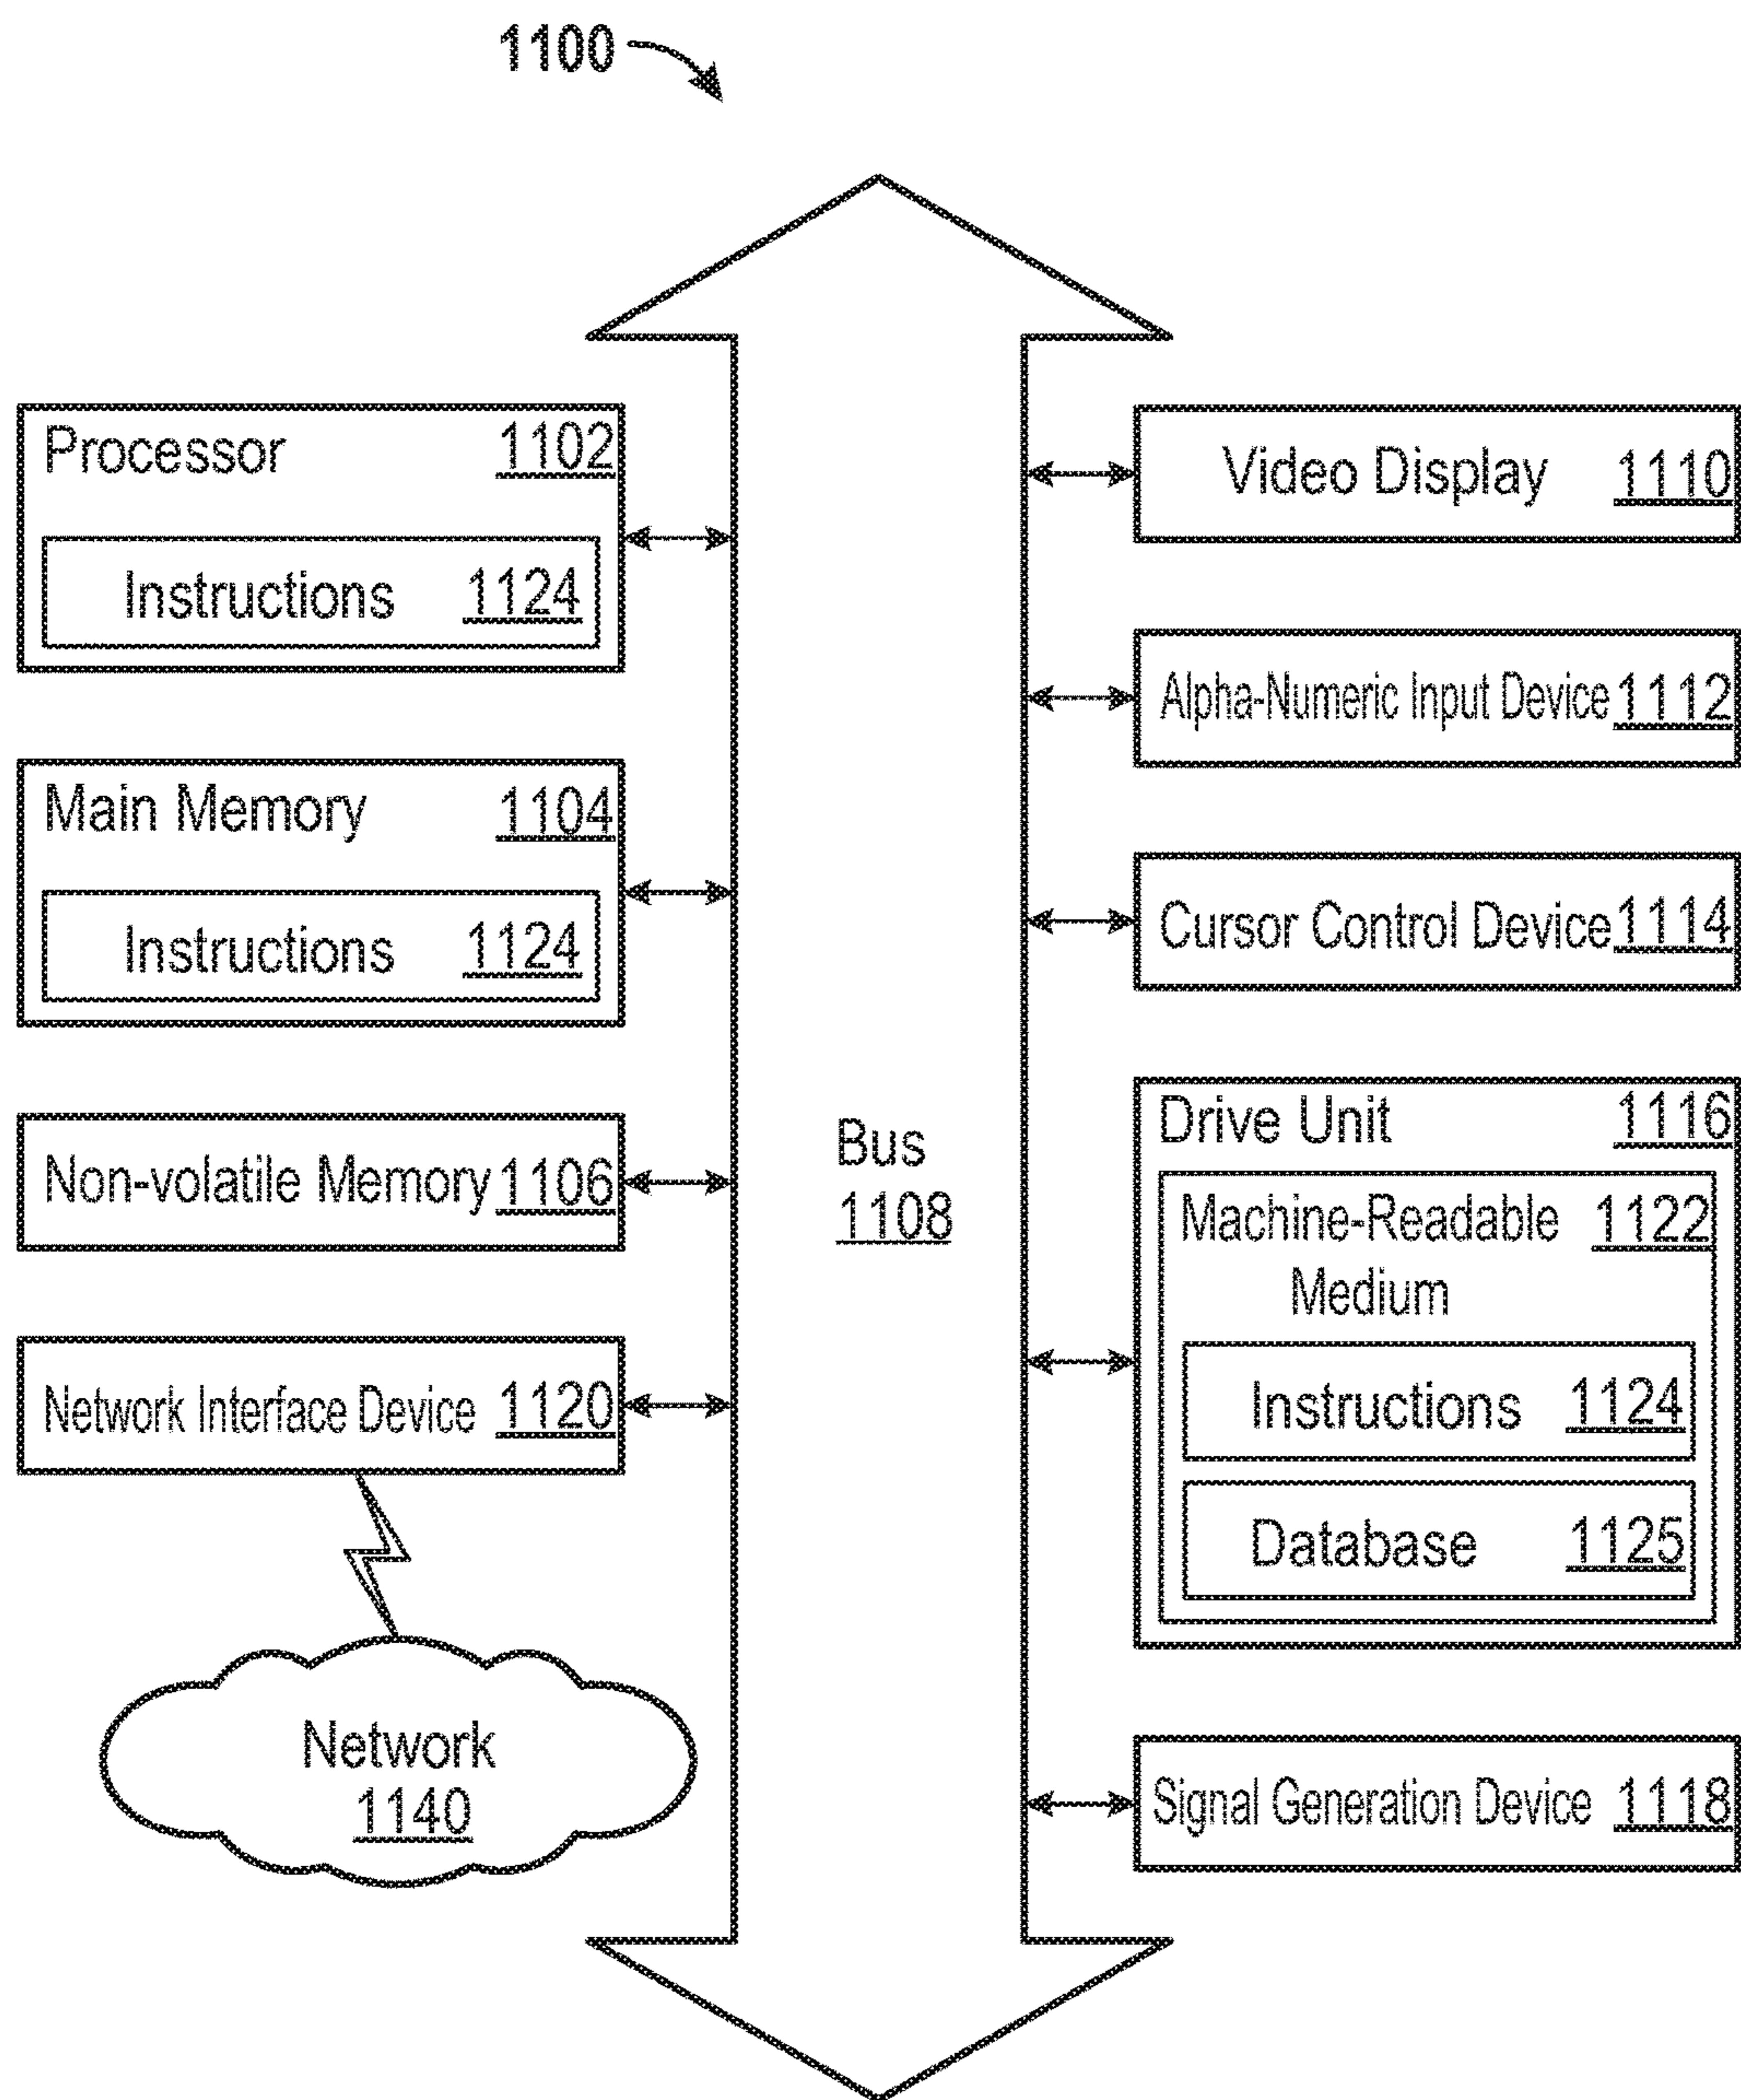 1100
Processor 1102
Instructions 1124
Main Memory 1104
Instructions 1124
Non-volatile Memory 1106
Network Interface Device 1120
Network
1140
Bus
1108
Video Display 1110
Alpha-Numeric Input Device 1112
Cursor Control Device 1114
Drive Unit 1116
Machine-Readable 1122
Medium
Instructions 1124
Database 1125
Signal Generation Device 1118